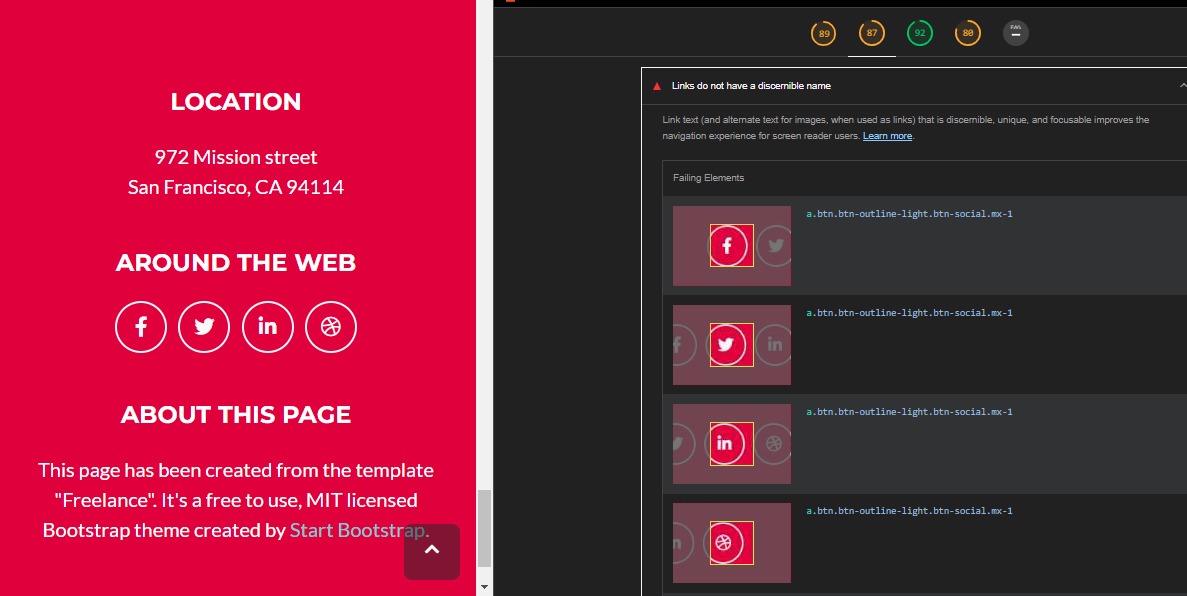 LOCATION
972 Mission street
San Francisco, CA 94114
AROUND THE WEB
f
in
ABOUT THIS PAGE
This page has been created from the template
"Freelance". It's a free to use, MIT licensed
Bootstrap theme created by Start Bootstrap.
89
87
92
80
PWA
Links do not have a discernible name
Link text (and alternate text for images, when used as links) that is discernible, unique, and focusable improves the
navigation experience for screen reader users. Learn more.
Failing Elements
f
a.btn.btn-outline-light.btn-social.mx-1
f
in
a.btn.btn-outline-light.btn-social.mx-1
in
a.btn.btn-outline-light.btn-social.mx-1
in
a.btn.btn-outline-light.btn-social.mx-1